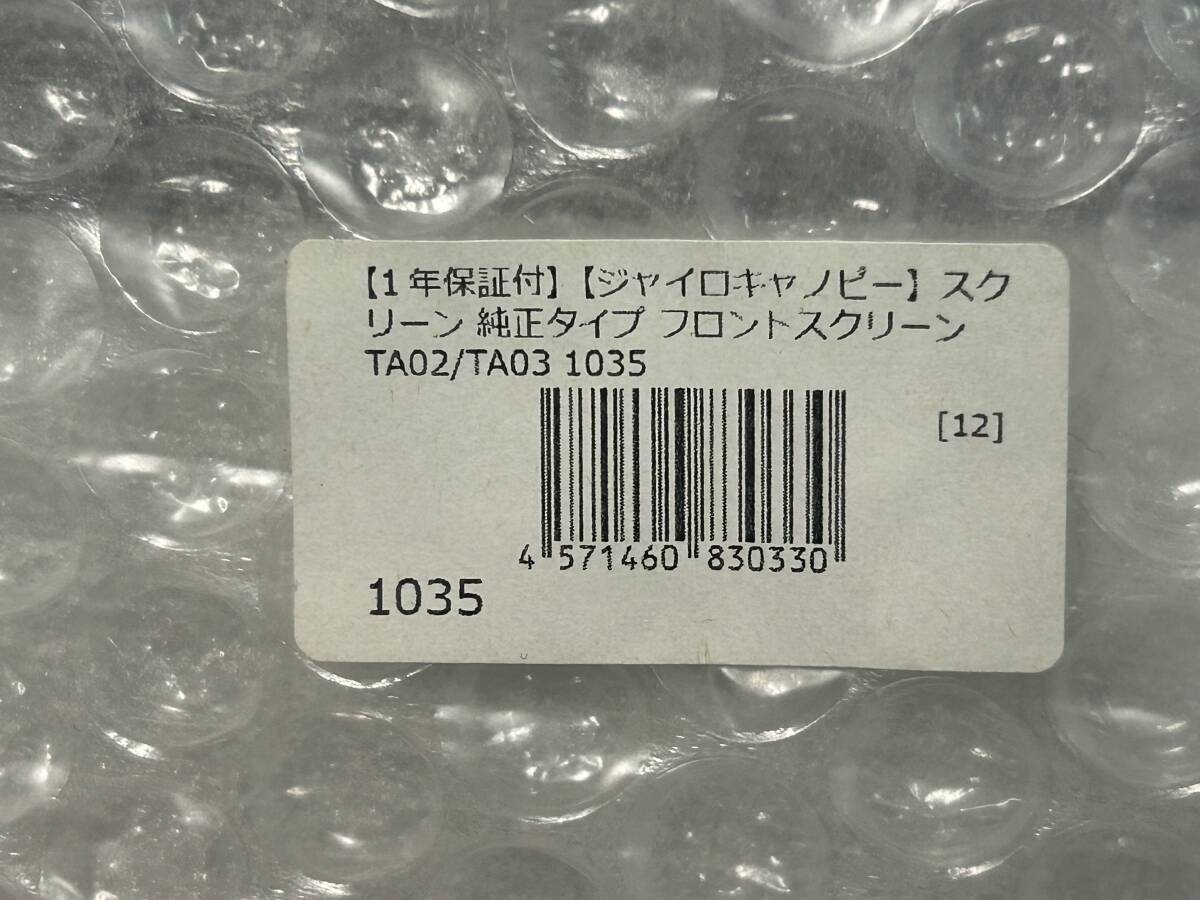 【1年保証付】【ジャイロキャノピー】スク
リーン 純正タイプ フロントスクリーン
TA02/TA03 1035
[12]
4 571460 830330
1035